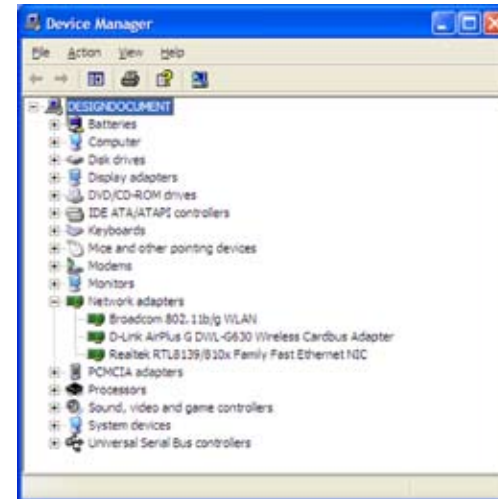 Device Manager
File Action View Help
DESIGNDOCUMENT
Batteries
Computer
Disk drives
Display adapters
DVD/CD-ROM drives
IDE ATA/ATAPI controllers
Keyboards
Mice and other pointing devices
Modems
Monitors
Network adapters
Broadcom 802.11b/g WLAN
D-Link AirPlus G DWL-G630 Wireless Cardbus Adapter
Realtek RTL8139/810x Family Fast Ethernet NIC
PCMCIA adapters
Processors
Sound, video and game controllers
System devices
Universal Serial Bus controllers